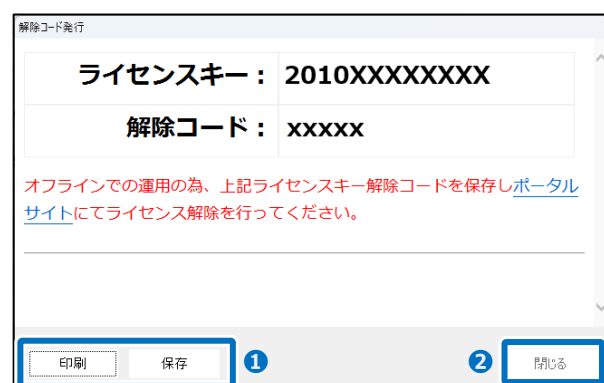 解除コード発行
ライセンスキー： 2010XXXXXXXX
解除コード： xxxxx
オフラインでの運用の為、上記ライセンスキー解除コードを保存しポータル
サイトにてライセンス解除を行ってください。
印刷 保存 ❶ ❷ 閉じる